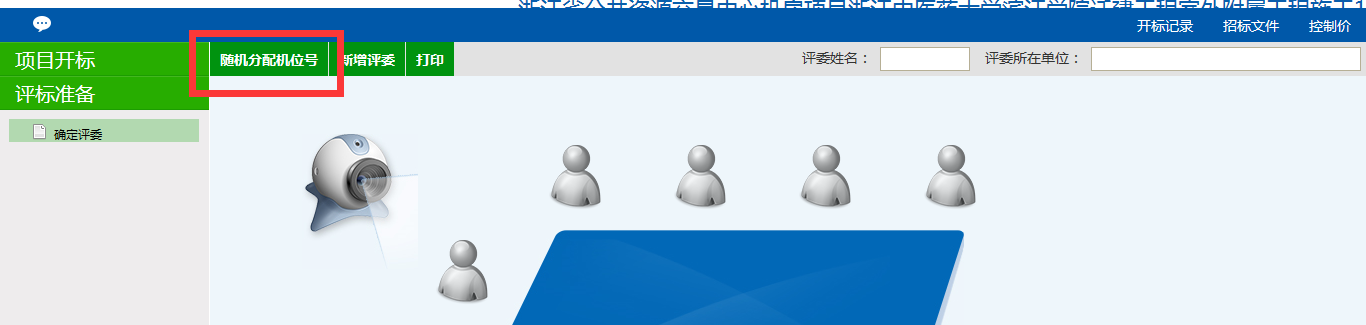 开标记录 招标文件 控制价
项目开标
随机分配机位号 新增评委 打印 评委姓名： 评委所在单位：
评标准备
确定评委